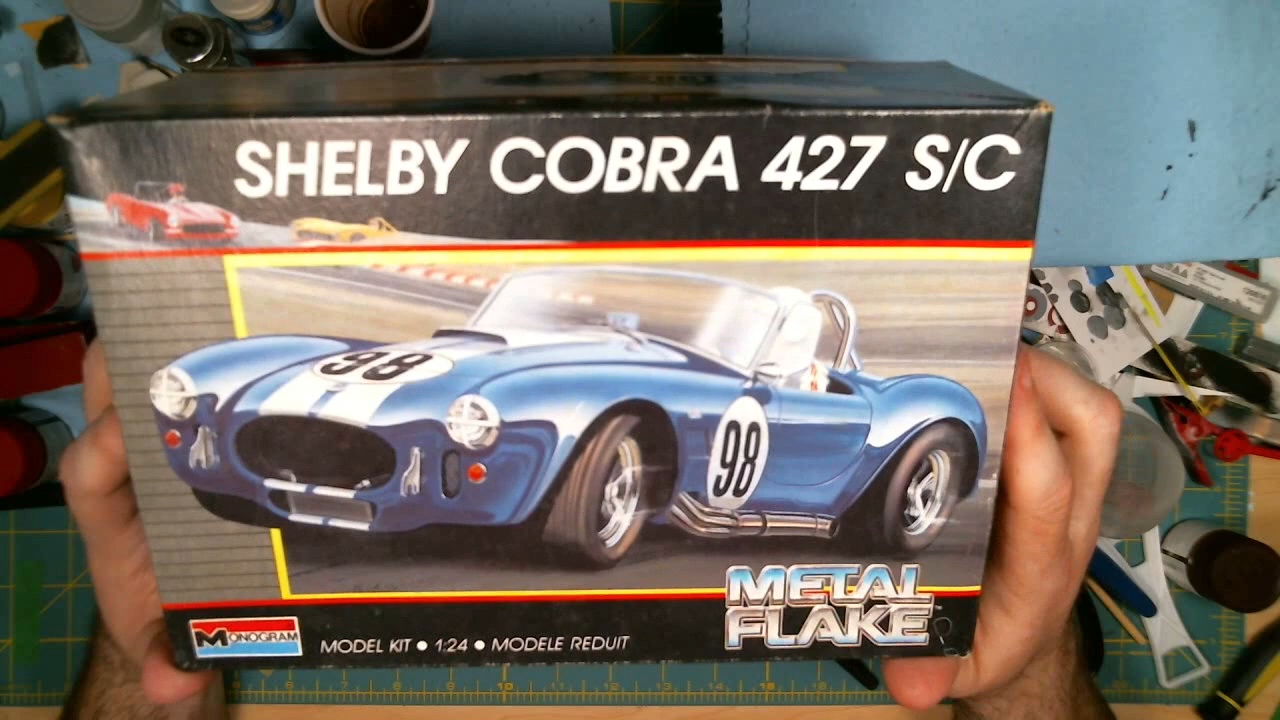 SHELBY COBRA 427 S/C
98
98
METAL
FLAKE
MONOGRAM
MODEL KIT • 1:24 • MODELE REDUIT